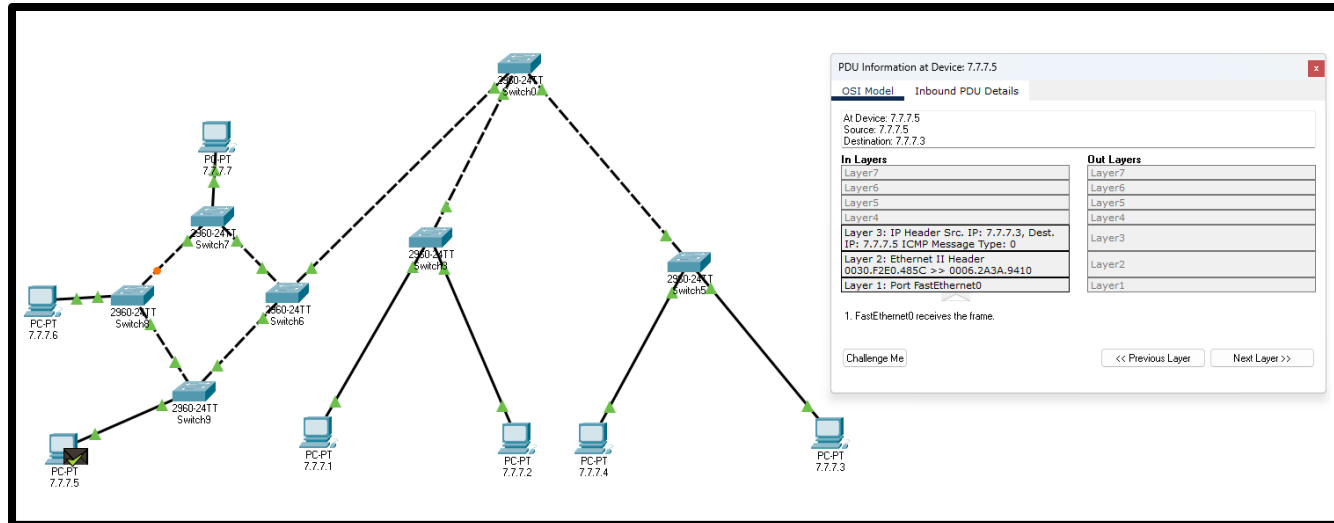 2960-24TT
Switch0
PC-PT
7.7.7.7
2960-24TT
Switch7
2960-24TT
Switch3
2960-24TT
Switch5
PC-PT
7.7.7.6
2960-24TT
Switch8
2960-24TT
Switch6
2960-24TT
Switch9
PC-PT
7.7.7.5
PC-PT
7.7.7.1
PC-PT
7.7.7.2
PC-PT
7.7.7.4
PC-PT
7.7.7.3
PDU Information at Device: 7.7.7.5
x
OSI Model Inbound PDU Details
At Device: 7.7.7.5
Source: 7.7.7.5
Destination: 7.7.7.3
In Layers
Layer7
Layer6
Layer5
Layer4
Layer 3: IP Header Src. IP: 7.7.7.3, Dest.
IP: 7.7.7.5 ICMP Message Type: 0
Layer 2: Ethernet II Header
0030.F2E0.485C >> 0006.2A3A.9410
Layer 1: Port FastEthernet0
Out Layers
Layer7
Layer6
Layer5
Layer4
Layer3
Layer2
Layer1
1. FastEthernet0 receives the frame.
Challenge Me
<< Previous Layer
Next Layer >>